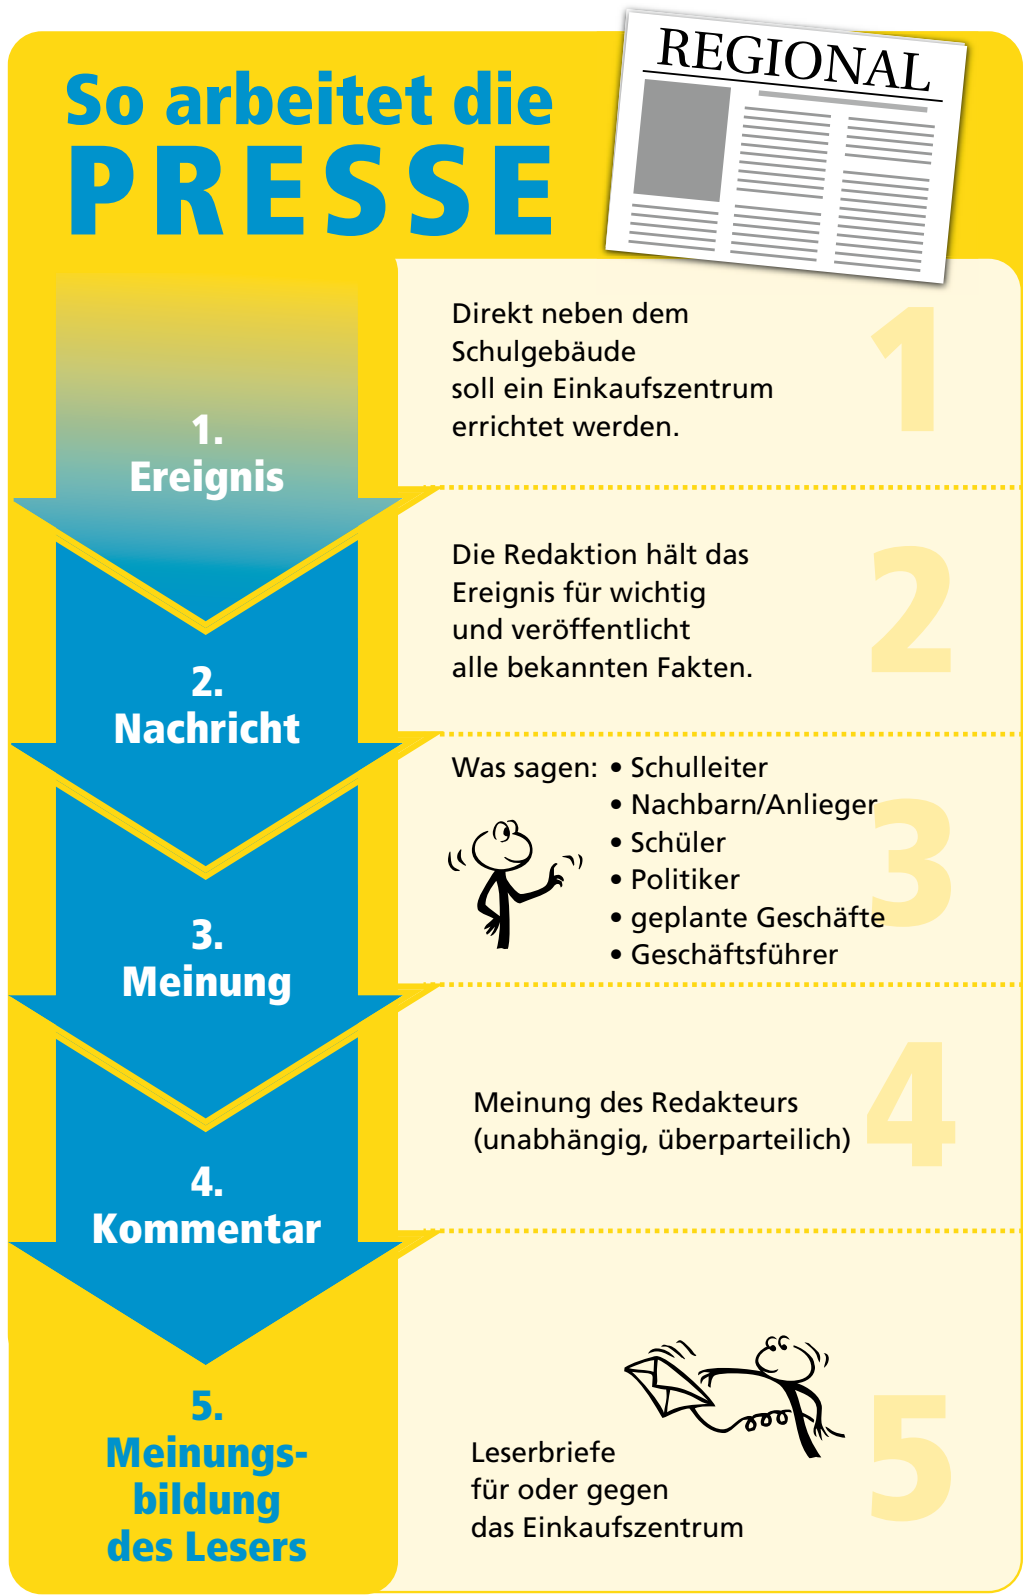 REGIONAL
So arbeitet die
PRESSE
1.
Ereignis
Direkt neben dem
Schulgebäude
soll ein Einkaufszentrum
errichtet werden.
1
2.
Nachricht
Die Redaktion hält das
Ereignis für wichtig
und veröffentlicht
alle bekannten Fakten.
2
3.
Meinung
Was sagen: • Schulleiter
• Nachbarn/Anlieger
• Schüler
• Politiker
• geplante Geschäfte
• Geschäftsführer
3
4.
Kommentar
Meinung des Redakteurs
(unabhängig, überparteilich)
4
5.
Meinungs-
bildung
des Lesers
Leserbriefe
für oder gegen
das Einkaufszentrum
5